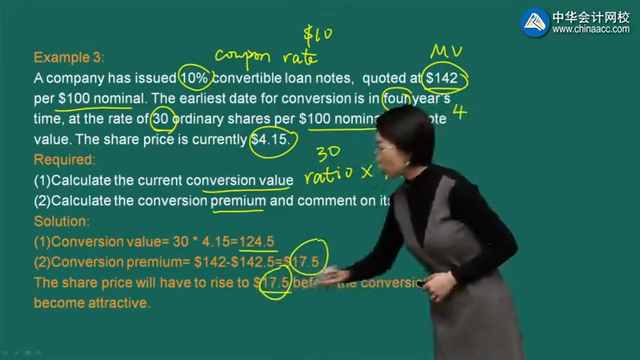 中华会计网校
www.chinaacc.com
$10
coupon rate
MV
Example 3:
A company has issued 10% convertible loan notes, quoted at $142
per $100 nominal. The earliest date for conversion is in four year's
4
time, at the rate of 30 ordinary shares per $100 nomina
value. The share price is currently $4.15.
30
Required:
(1)Calculate the current conversion value
ratio ×
(2)Calculate the conversion premium and comment on its
Solution:
(1)Conversion value= 30 * 4.15=124.5
(2)Conversion premium= $142-$142.5=$17.5
The share price will have to rise to $17.5 before the conversi
become attractive.